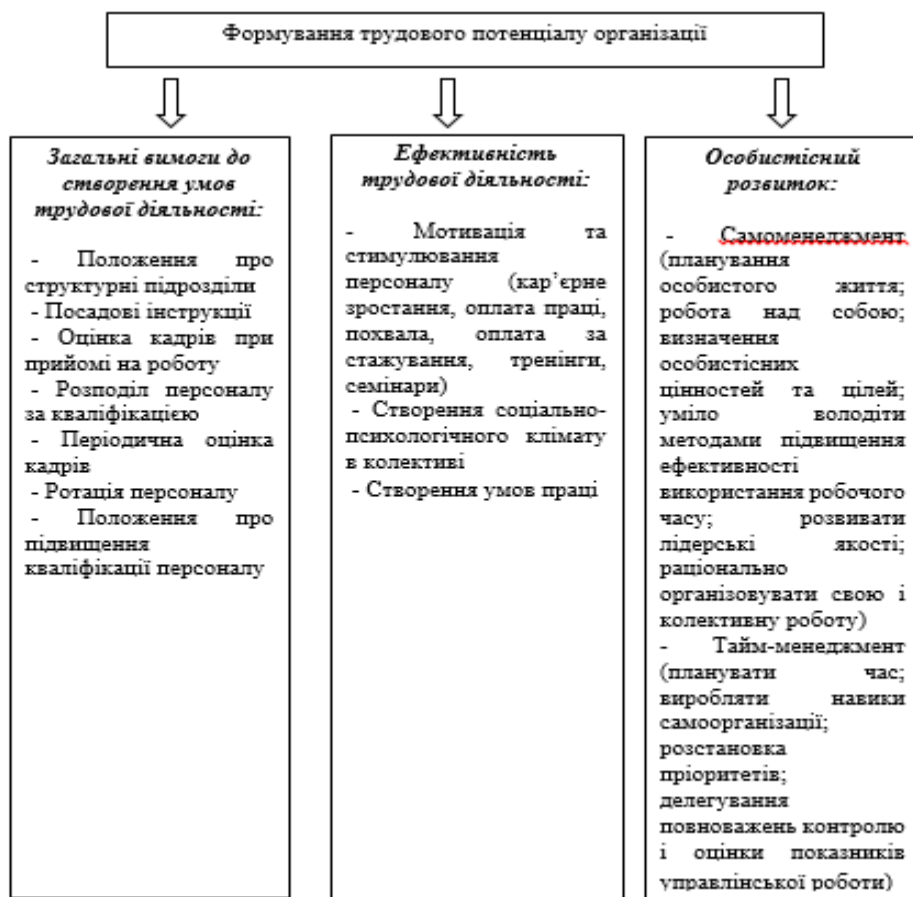 Формування трудового потенціалу організації
Загальні вимоги до
створення умов
трудової діяльності:
- Положення про
структурні підрозділи
- Посадові інструкції
- Оцінка кадрів при
прийомі на роботу
- Розподіл персоналу
за кваліфікацією
- Періодична оцінка
кадрів
- Ротація персоналу
- Положення про
підвищення
кваліфікації персоналу
Ефективність
трудової діяльності:
- Мотивація та
стимулювання
персоналу (кар’єрне
зростання, оплата праці,
похвала, оплата за
стажування, тренінги,
семінари)
- Створення соціально-
психологічного клімату
в колективі
- Створення умов праці
Особистісний
розвиток:
- Самоменеджмент
(планування
особистого життя;
робота над собою;
визначення
особистісних
цінностей та цілей;
уміло володіти
методами підвищення
ефективності
використання робочого
часу; розвивати
лідерські якості;
раціонально
організовувати свою і
колективну роботу)
- Тайм-менеджмент
(планувати час;
виробляти навики
самоорганізації;
розстановка
пріоритетів;
делегування
повноважень контролю
і оцінки показників
управлінської роботи)